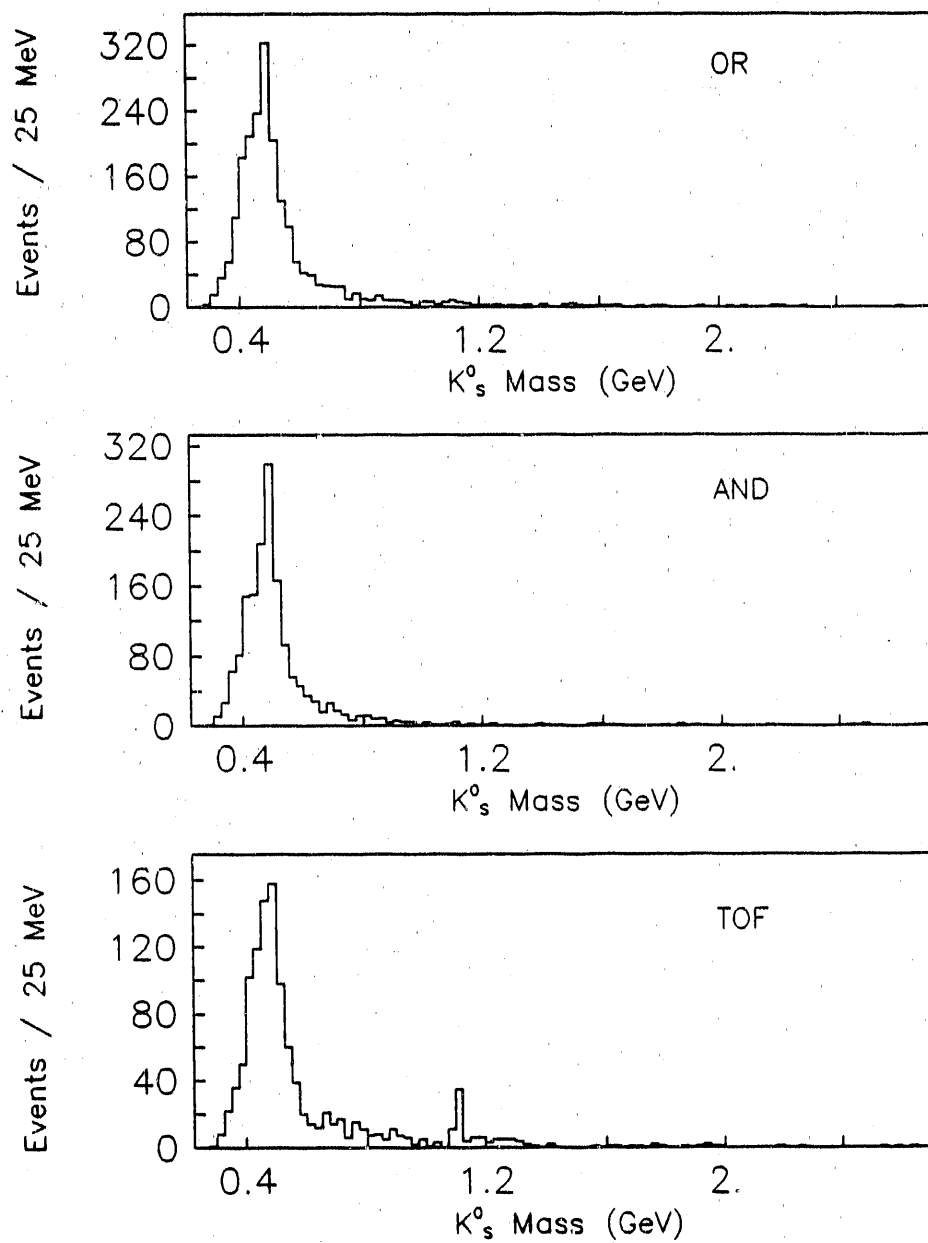 Events / 25 MeV
320
240
160
80
0
OR
0.4 1.2 2.
K⁰ₛ Mass (GeV)
Events / 25 MeV
320
240
160
80
0
AND
0.4 1.2 2.
K⁰ₛ Mass (GeV)
Events / 25 MeV
160
120
80
40
0
TOF
0.4 1.2 2.
K⁰ₛ Mass (GeV)